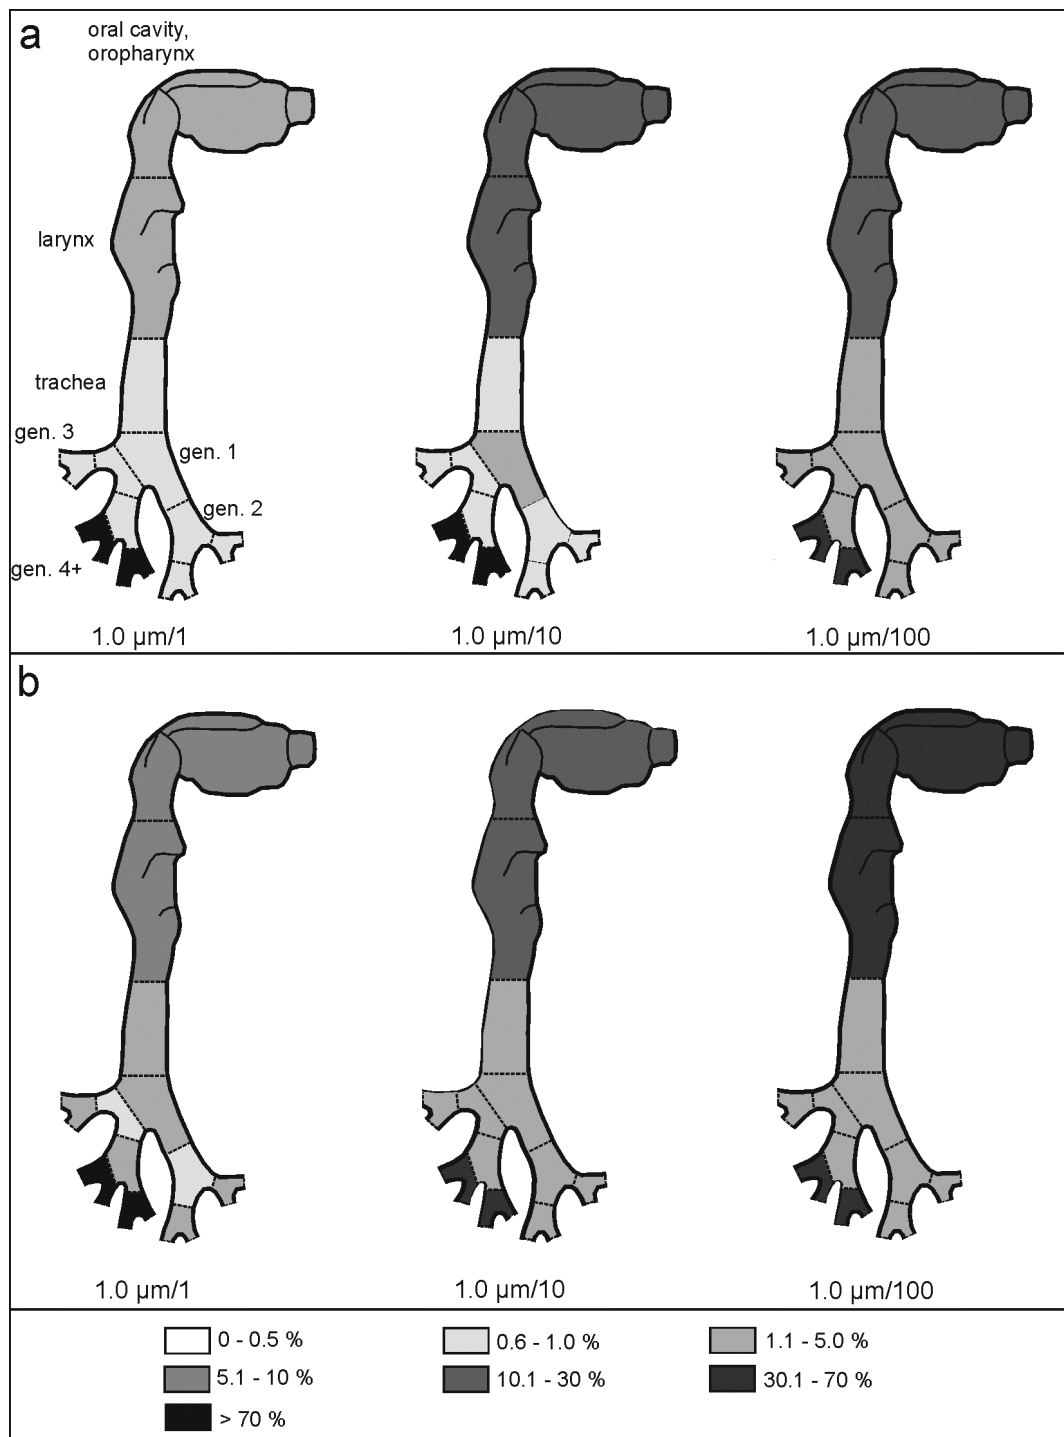 a
oral cavity,
oropharynx
larynx
trachea
gen. 3
gen. 1
gen. 2
gen. 4+
1.0 µm/1
1.0 µm/10
1.0 µm/100
b
1.0 µm/1
1.0 µm/10
1.0 µm/100
0 - 0.5 %
0.6 - 1.0 %
1.1 - 5.0 %
5.1 - 10 %
10.1 - 30 %
30.1 - 70 %
> 70 %